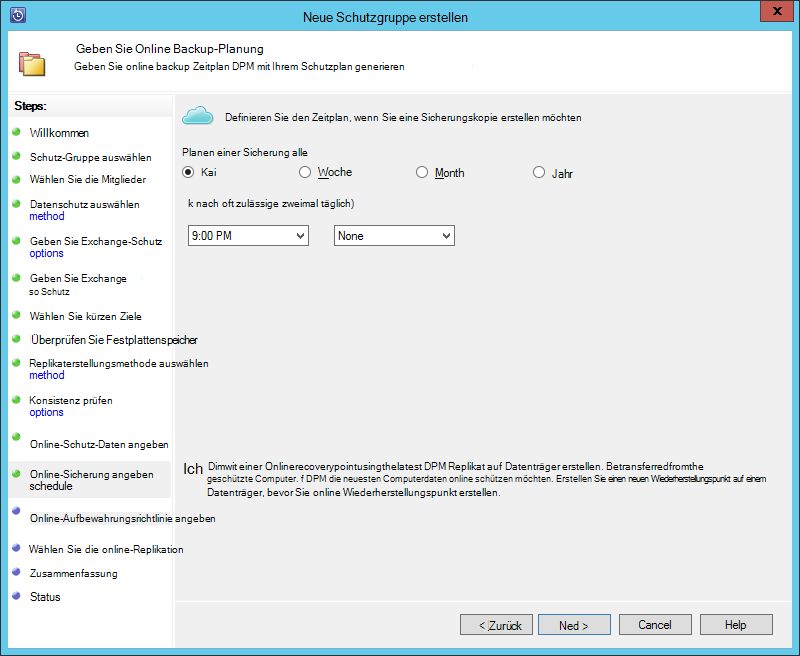 Neue Schutzgruppe erstellen
X
Geben Sie Online Backup-Planung
Geben Sie online backup Zeitplan DPM mit Ihrem Schutzplan generieren
Steps:
Willkommen
Schutz-Gruppe auswählen
Wählen Sie die Mitglieder
Datenschutz auswählen
method
Geben Sie Exchange-Schutz
options
Geben Sie Exchange
so Schutz
Wählen Sie kürzen Ziele
Überprüfen Sie Festplattenspeicher
Replikaterstellungsmethode auswählen
method
Konsistenz prüfen
options
Online-Schutz-Daten angeben
Online-Sicherung angeben
schedule
Online-Aufbewahrungsrichtlinie angeben
Wählen Sie die online-Replikation
Zusammenfassung
Status
Definieren Sie den Zeitplan, wenn Sie eine Sicherungskopie erstellen möchten
Planen einer Sicherung alle
Kai Woche Month Jahr
k nach oft zulässige zweimal täglich)
9:00 PM None
Ich Dimwit einer Onlinerecoverypointusingthelatest DPM Replikat auf Datenträger erstellen. Betransferredfromthe
geschützte Computer. f DPM die neuesten Computerdaten online schützen möchten. Erstellen Sie einen neuen Wiederherstellungspunkt auf einem
Datenträger, bevor Sie online Wiederherstellungspunkt erstellen.
< Zurück Ned > Cancel Help